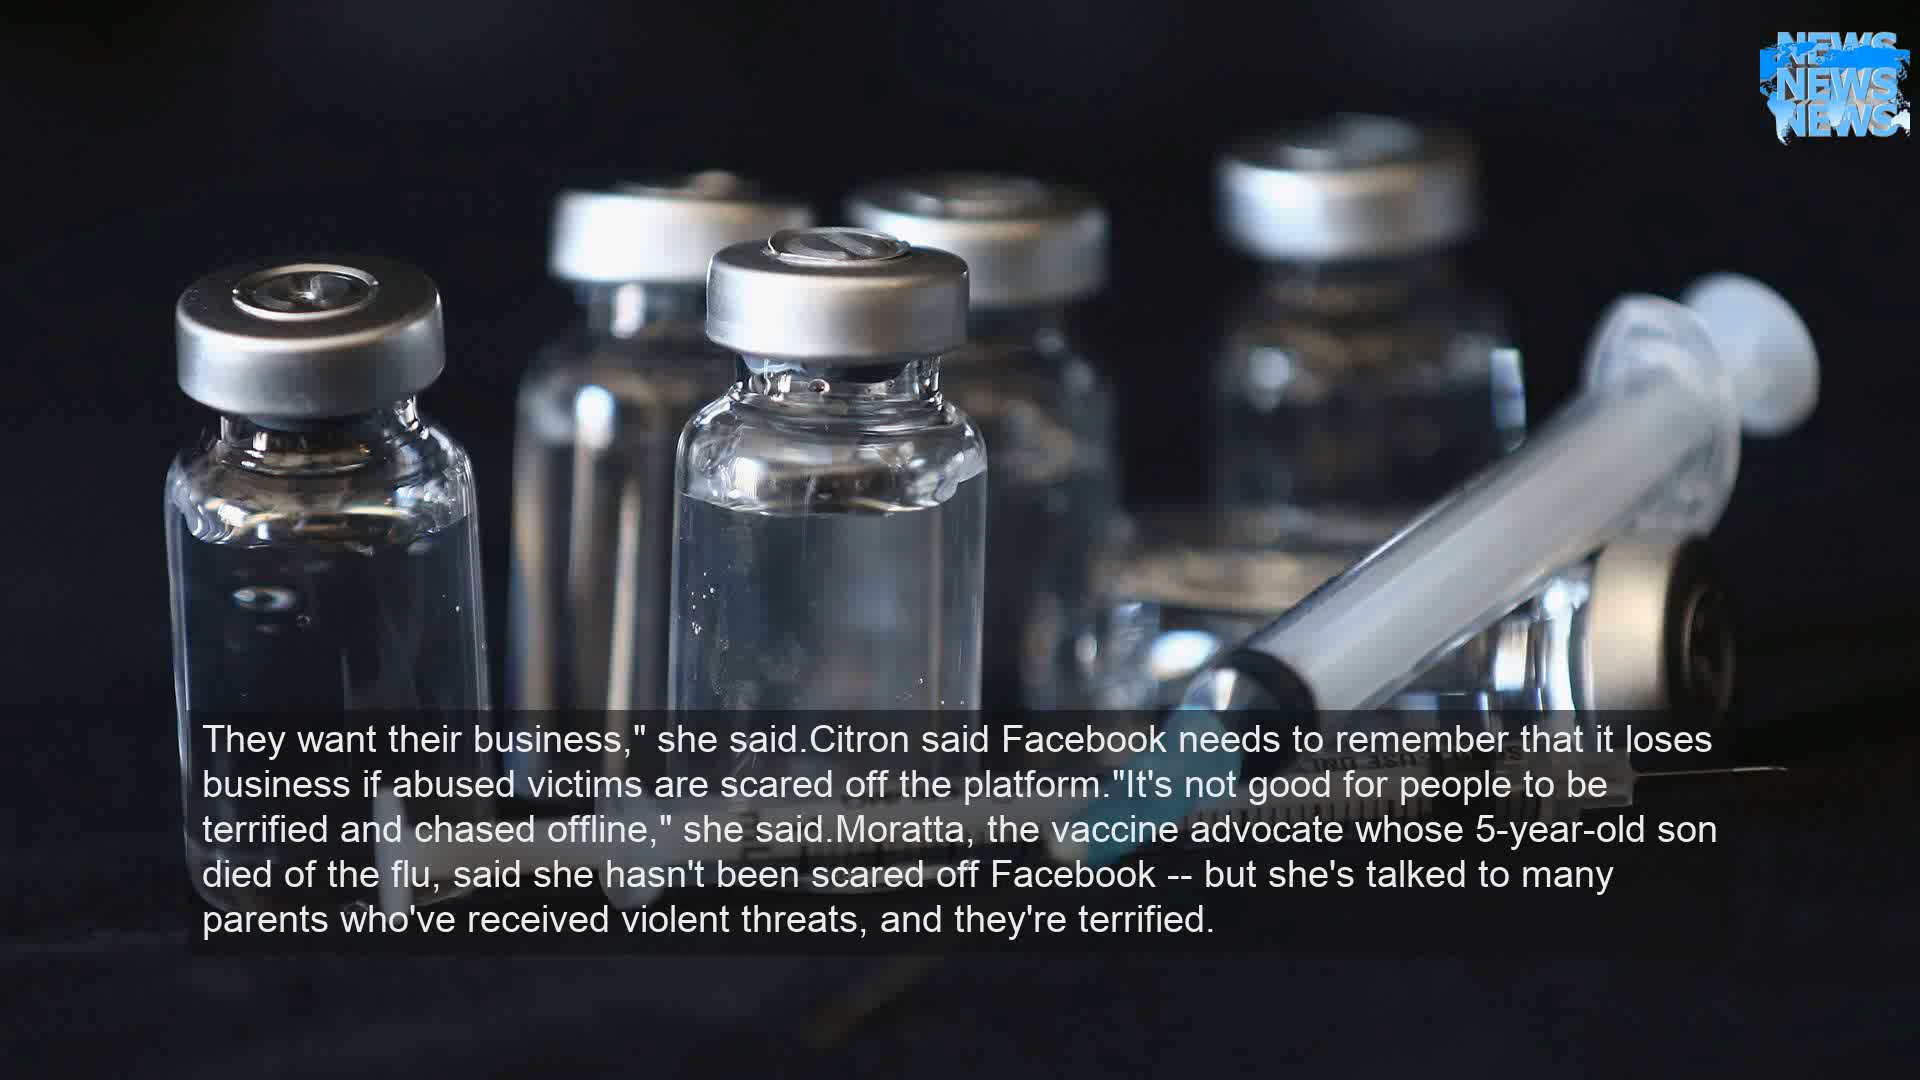 NEWS
NEWS
NEWS
They want their business," she said.Citron said Facebook needs to remember that it loses
business if abused victims are scared off the platform."It's not good for people to be
terrified and chased offline," she said.Moratta, the vaccine advocate whose 5-year-old son
died of the flu, said she hasn't been scared off Facebook -- but she's talked to many
parents who've received violent threats, and they're terrified.